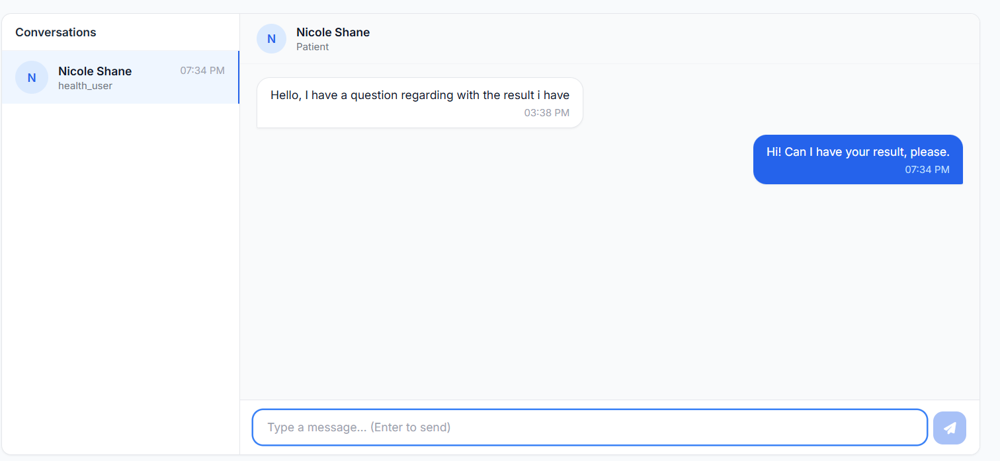 Conversations
N
Nicole Shane
07:34 PM
health_user
N
Nicole Shane
Patient
Hello, I have a question regarding with the result i have
03:38 PM
Hi! Can I have your result, please.
07:34 PM
Type a message... (Enter to send)